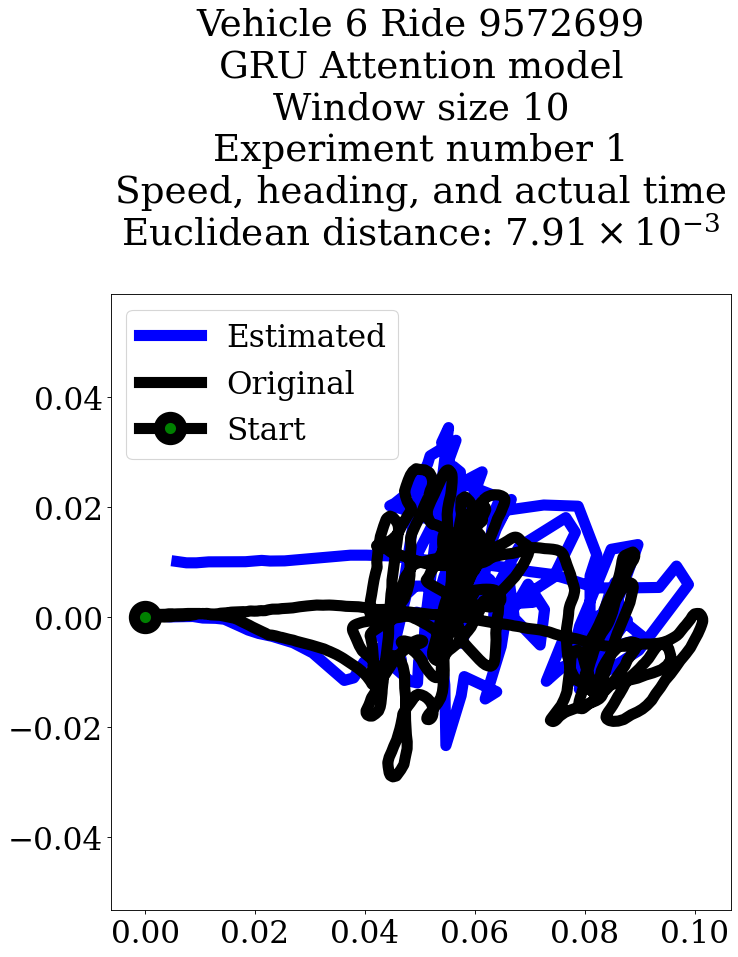 Vehicle 6 Ride 9572699
GRU Attention model
Window size 10
Experiment number 1
Speed, heading, and actual time
Euclidean distance: 7.91 × 10⁻³
Estimated
Original
Start
0.04
0.02
0.00
−0.02
−0.04
0.00 0.02 0.04 0.06 0.08 0.10